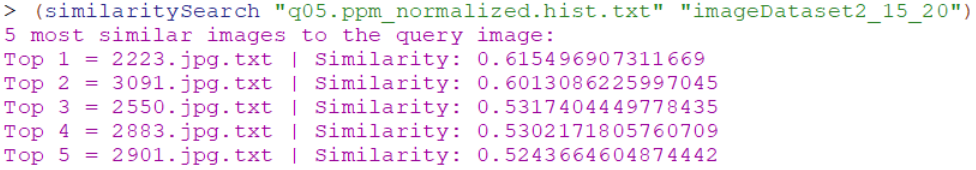 > (similaritySearch "q05.ppm_normalized.hist.txt" "imageDataset2_15_20")
5 most similar images to the query image:
Top 1 = 2223.jpg.txt | Similarity: 0.615496907311669
Top 2 = 3091.jpg.txt | Similarity: 0.6013086225997045
Top 3 = 2550.jpg.txt | Similarity: 0.5317404449778435
Top 4 = 2883.jpg.txt | Similarity: 0.5302171805760709
Top 5 = 2901.jpg.txt | Similarity: 0.5243664604874442